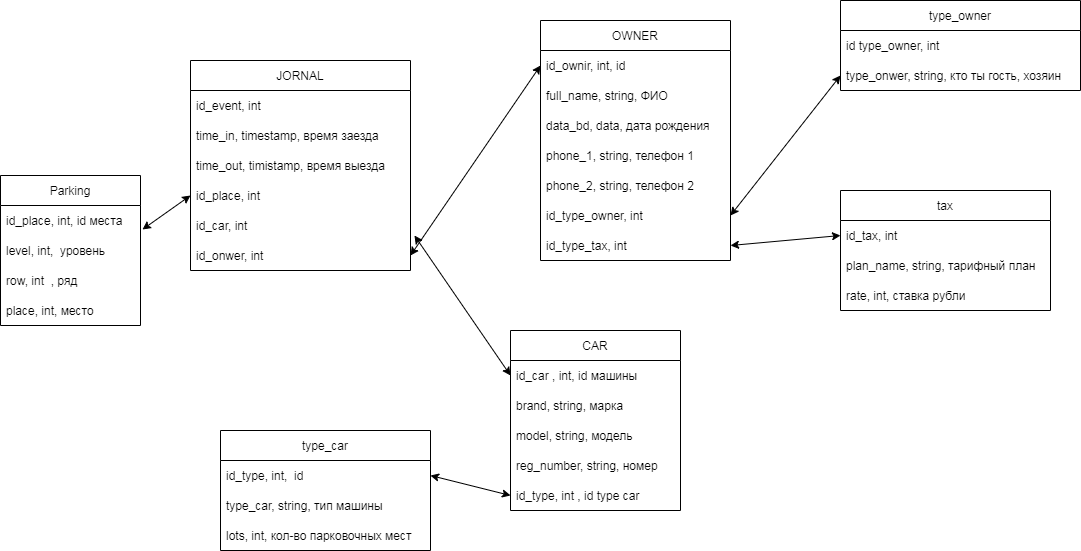 type_owner
id type_owner, int
type_onwer, string, кто ты гость, хозяин
OWNER
id_ownir, int, id
full_name, string, ФИО
data_bd, data, дата рождения
phone_1, string, телефон 1
phone_2, string, телефон 2
id_type_owner, int
id_type_tax, int
JORNAL
id_event, int
time_in, timestamp, время заезда
time_out, timistamp, время выезда
id_place, int
id_car, int
id_onwer, int
Parking
id_place, int, id места
level, int, уровень
row, int , ряд
place, int, место
tax
id_tax, int
plan_name, string, тарифный план
rate, int, ставка рубли
CAR
id_car , int, id машины
brand, string, марка
model, string, модель
reg_number, string, номер
id_type, int , id type car
type_car
id_type, int, id
type_car, string, тип машины
lots, int, кол-во парковочных мест